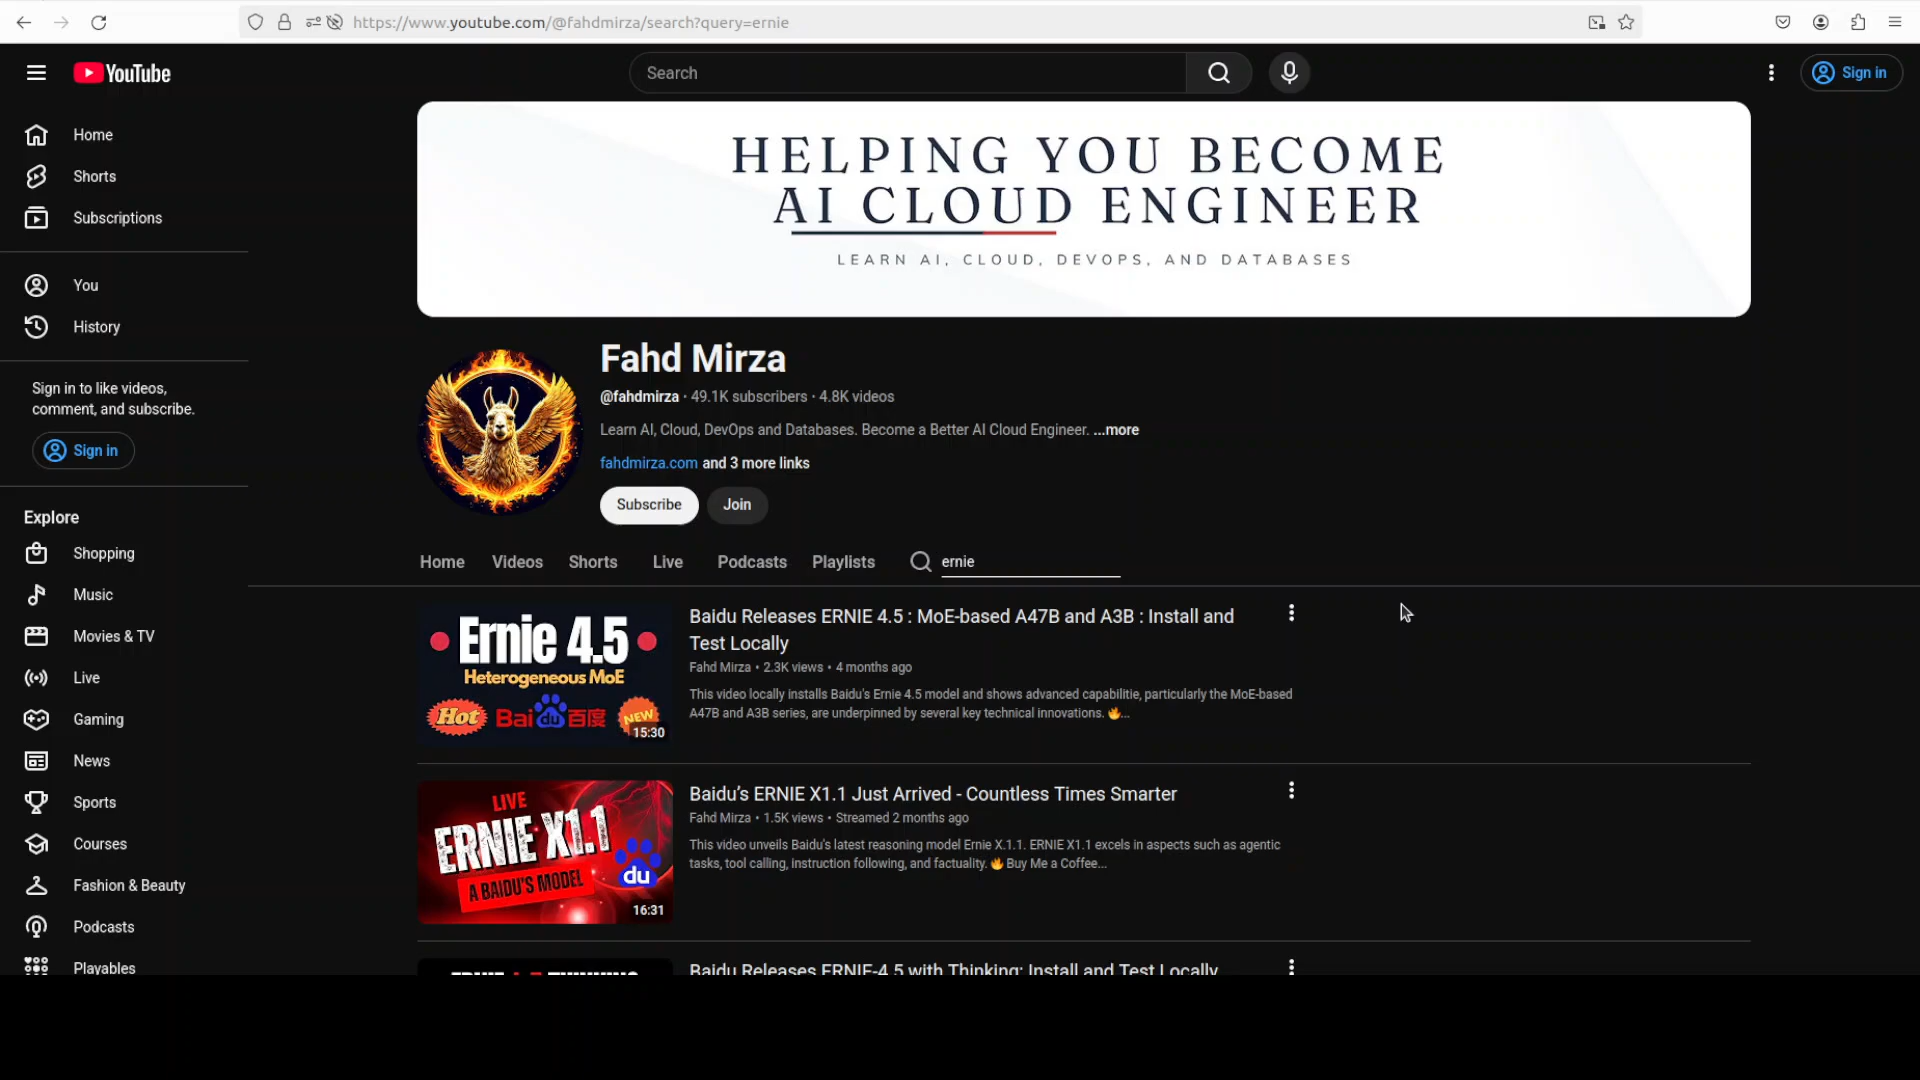 https://www.youtube.com/@fahdmirza/search?query=ernie
YouTube
Search
Sign in
Home
Shorts
Subscriptions
You
History
Sign in to like videos,
comment, and subscribe.
Sign in
Explore
Shopping
Music
Movies & TV
Live
Gaming
News
Sports
Courses
Fashion & Beauty
Podcasts
Playables
HELPING YOU BECOME
AI CLOUD ENGINEER
LEARN AI, CLOUD, DEVOPS, AND DATABASES
Fahd Mirza
@fahdmirza • 49.1K subscribers • 4.8K videos
Learn AI, Cloud, DevOps and Databases. Become a Better AI Cloud Engineer. ...more
fahdmirza.com and 3 more links
Subscribe Join
Home Videos Shorts Live Podcasts Playlists ernie
Ernie 4.5
Heterogeneous MoE
Hot Bai du 百度 NEW
15:30
Baidu Releases ERNIE 4.5 : MoE-based A47B and A3B : Install and
Test Locally
Fahd Mirza • 2.3K views • 4 months ago
This video locally installs Baidu's Ernie 4.5 model and shows advanced capabilitie, particularly the MoE-based
A47B and A3B series, are underpinned by several key technical innovations. 🔥...
LIVE
ERNIE X1.1
A BAIDU'S MODEL
du
16:31
Baidu’s ERNIE X1.1 Just Arrived - Countless Times Smarter
Fahd Mirza • 1.5K views • Streamed 2 months ago
This video unveils Baidu's latest reasoning model Ernie X.1.1. ERNIE X1.1 excels in aspects such as agentic
tasks, tool calling, instruction following, and factuality. 🔥 Buy Me a Coffee...
Baidu Releases ERNIE-4.5 with Thinking: Install and Test Locally